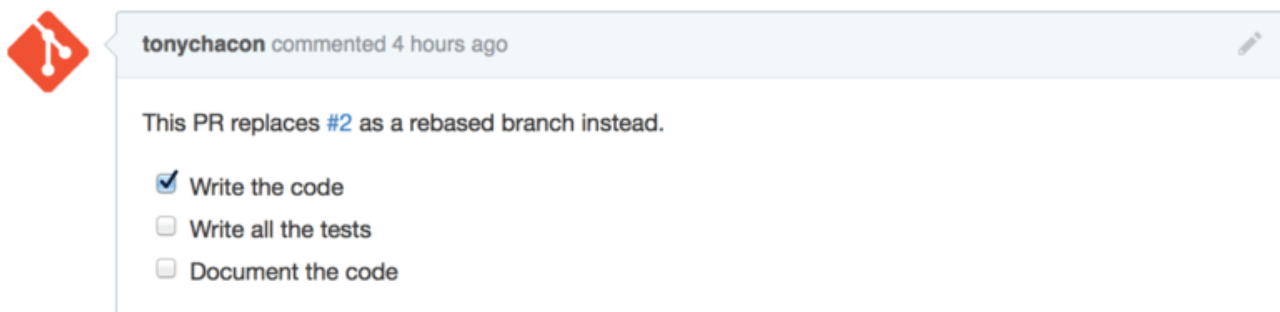 tonychacon commented 4 hours ago
This PR replaces #2 as a rebased branch instead.
Write the code
Write all the tests
Document the code